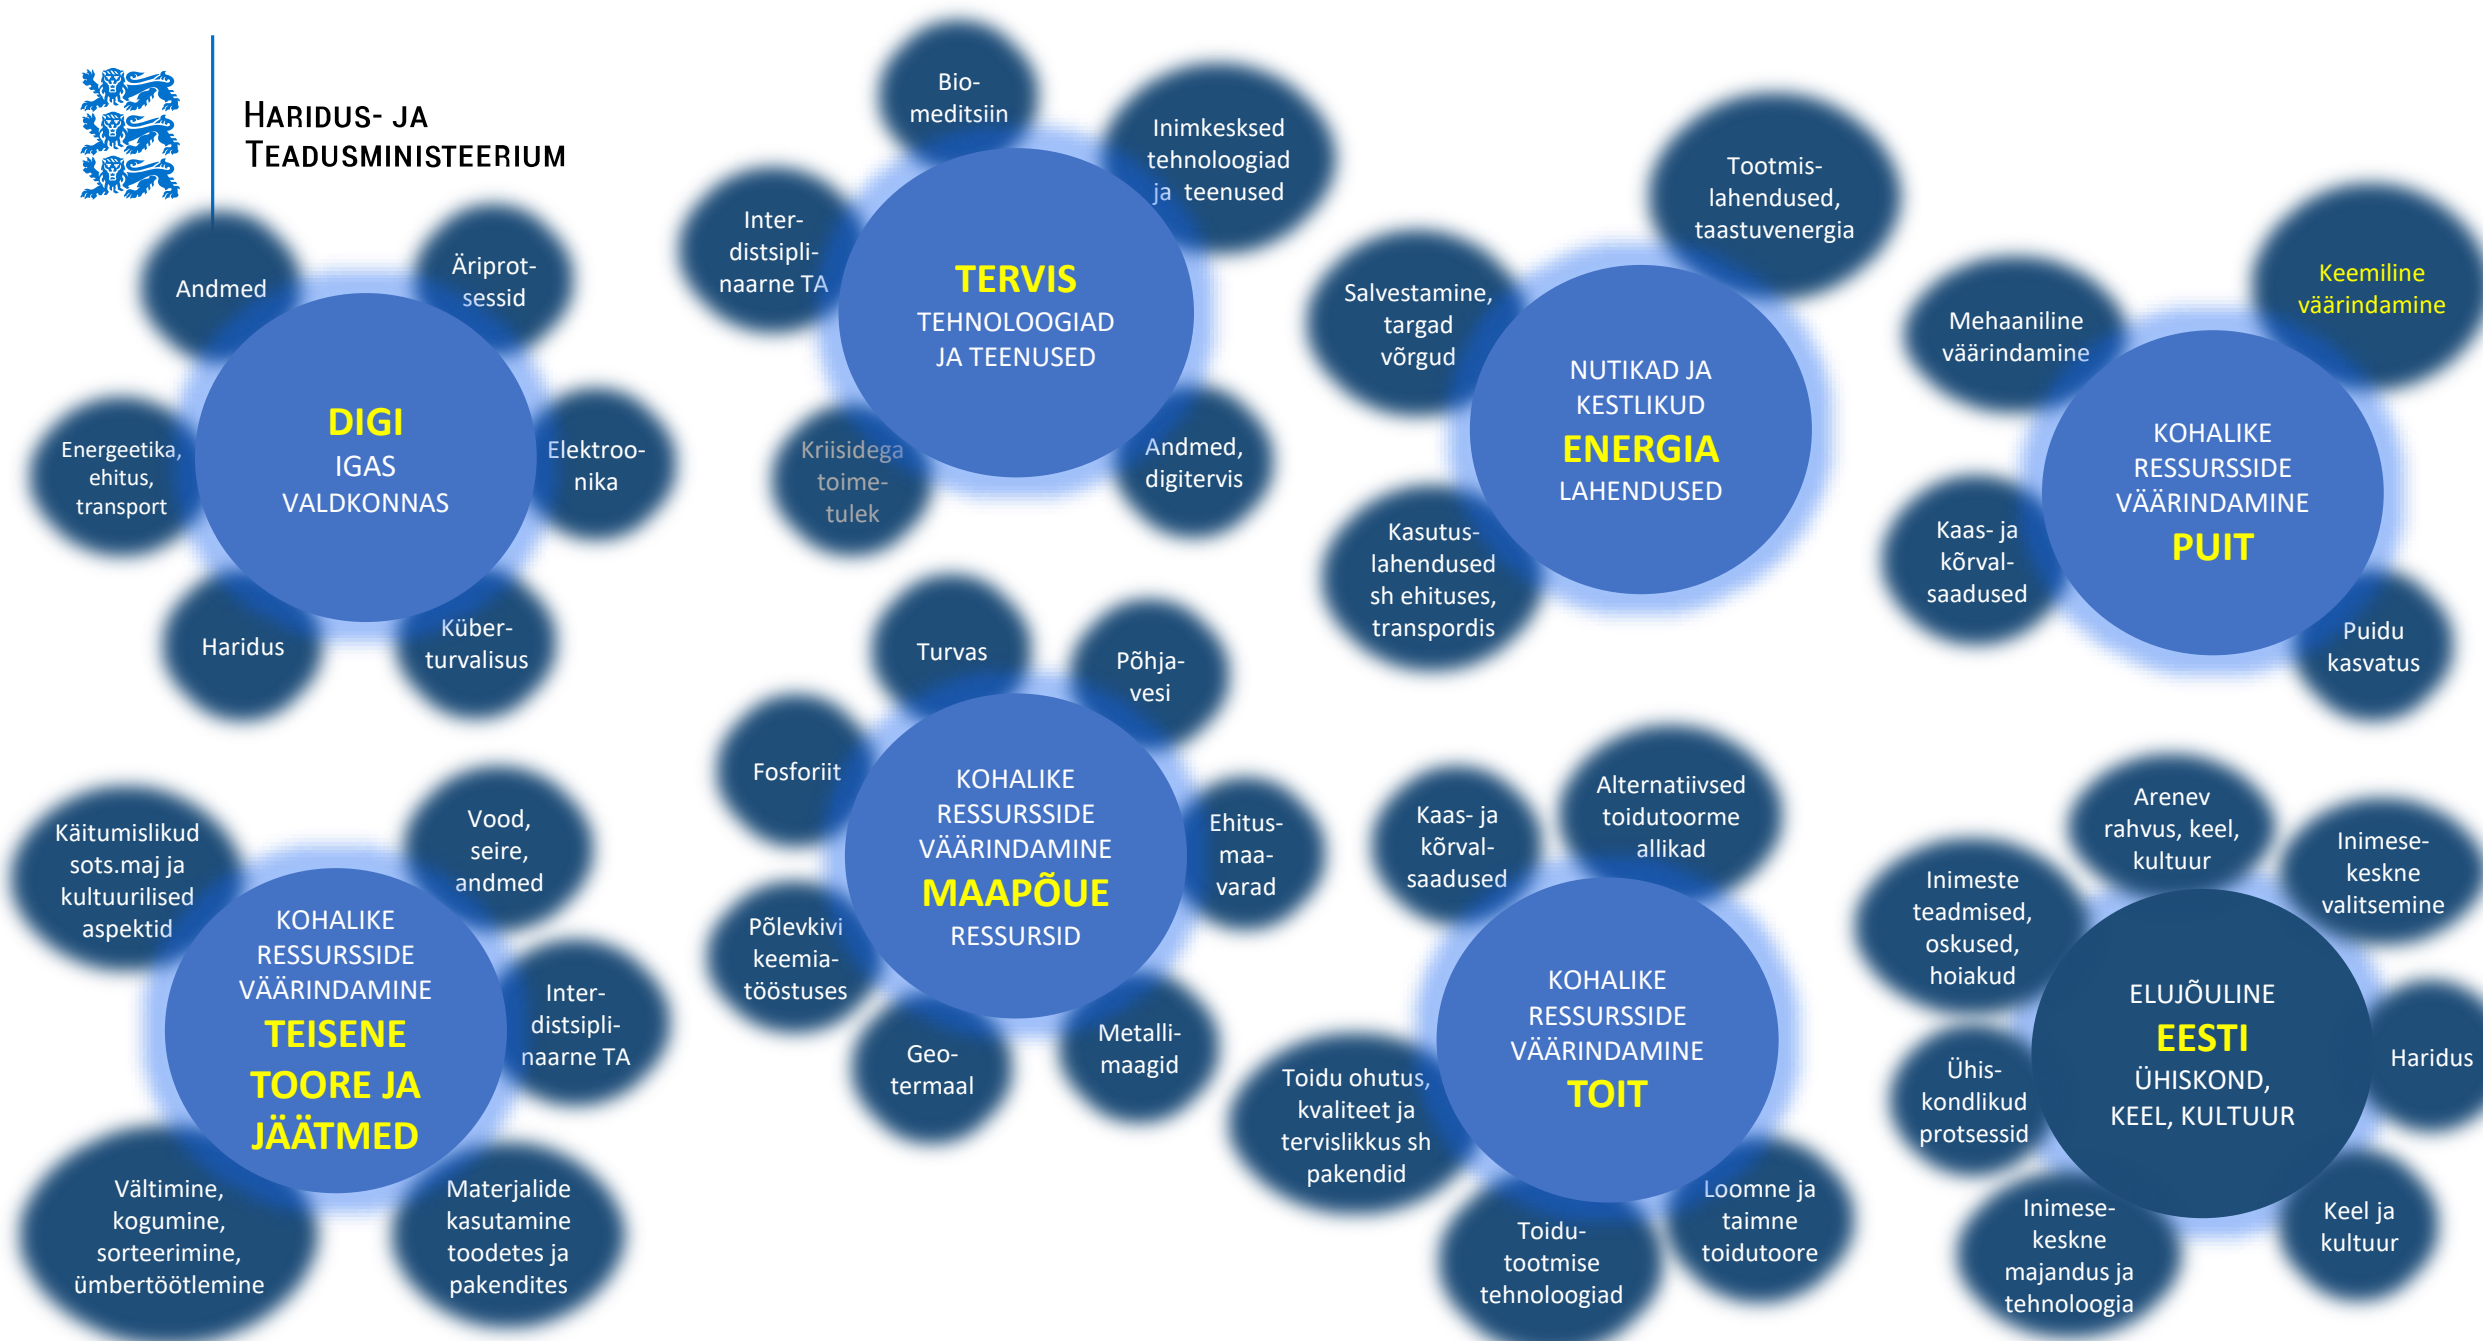 HARIDUS- JA
TEADUSMINISTEERIUM
Andmed
Äriprot-
sessid
Energeetika,
ehitus,
transport
DIGI
IGAS
VALDKONNAS
Elektroo-
nika
Haridus
Küber-
turvalisus
Bio-
meditsiin
Inimkesksed
tehnoloogiad
ja teenused
Inter-
distsipli-
naarne TA
TERVIS
TEHNOLOOGIAD
JA TEENUSED
Kriisidega
toime-
tulek
Andmed,
digitervis
Tootmis-
lahendused,
taastuvenergia
Salvestamine,
targad
võrgud
NUTIKAD JA
KESTLIKUD
ENERGIA
LAHENDUSED
Kasutus-
lahendused
sh ehituses,
transpordis
Keemiline
väärindamine
Mehaaniline
väärindamine
KOHALIKE
RESSURSSIDE
VÄÄRINDAMINE
PUIT
Kaas- ja
kõrval-
saadused
Puidu
kasvatus
Käitumislikud
sots.maj ja
kultuurilised
aspektid
Vood,
seire,
andmed
KOHALIKE
RESSURSSIDE
VÄÄRINDAMINE
TEISENE
TOORE JA
JÄÄTMED
Inter-
distsipli-
naarne TA
Vältimine,
kogumine,
sorteerimine,
ümbertöötlemine
Materjalide
kasutamine
toodetes ja
pakendites
Turvas
Põhja-
vesi
Fosforiit
KOHALIKE
RESSURSSIDE
VÄÄRINDAMINE
MAAPÕUE
RESSURSID
Ehitus-
maa-
varad
Põlevkivi
keemia-
tööstuses
Geo-
termaal
Metalli-
maagid
Kaas- ja
kõrval-
saadused
Alternatiivsed
toidutoorme
allikad
KOHALIKE
RESSURSSIDE
VÄÄRINDAMINE
TOIT
Toidu ohutus,
kvaliteet ja
tervislikkus sh
pakendid
Toidu-
tootmise
tehnoloogiad
Loomne ja
taimne
toidutoore
Arenev
rahvus, keel,
kultuur
Inimese-
keskne
valitsemine
Inimeste
teadmised,
oskused,
hoiakud
ELUJÕULINE
EESTI
ÜHISKOND,
KEEL, KULTUUR
Haridus
Ühis-
kondlikud
protsessid
Inimese-
keskne
majandus ja
tehnoloogia
Keel ja
kultuur